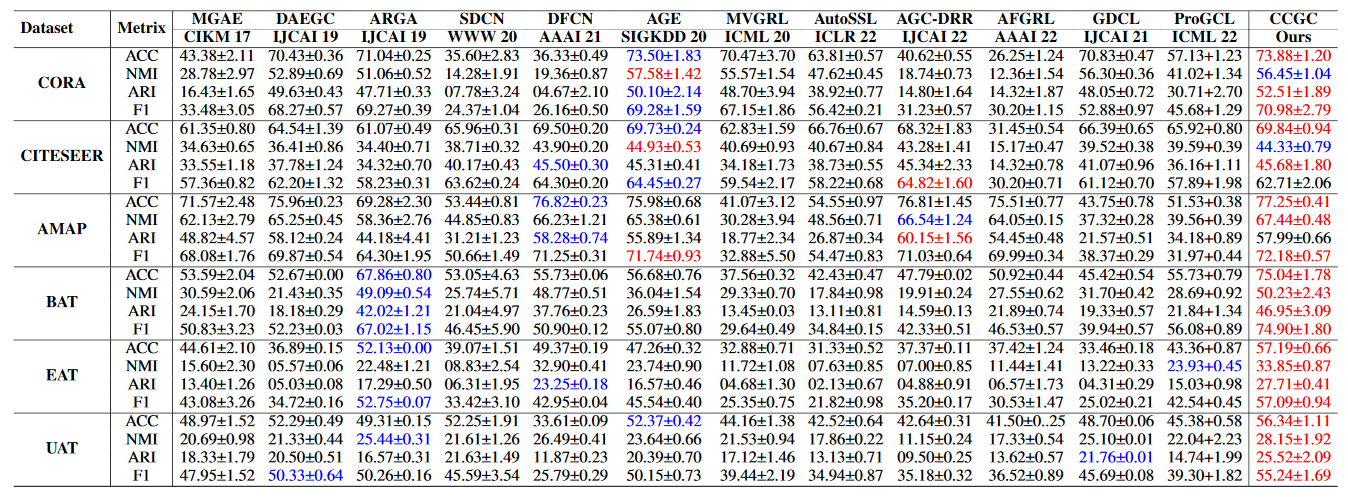 Dataset Metrix MGAE DAEGC ARGA SDCN DFCN AGE MVGRL AutoSSL AGC-DRR AFGRL GDCL ProGCL CCGC
CIKM 17 IJCAI 19 IJCAI 19 WWW 20 AAAI 21 SIGKDD 20 ICML 20 ICLR 22 IJCAI 22 AAAI 22 IJCAI 21 ICML 22 Ours
CORA ACC 43.38±2.11 70.43±0.36 71.04±0.25 35.60±2.83 36.33±0.49 73.50±1.83 70.47±3.70 63.81±0.57 40.62±0.55 26.25±1.24 70.83±0.47 57.13+1.23 73.88±1.20
NMI 28.78±2.97 52.89±0.69 51.06±0.52 14.28±1.91 19.36±0.87 57.58±1.42 55.57±1.54 47.62±0.45 18.74±0.73 12.36±1.54 56.30±0.36 41.02+1.34 56.45±1.04
ARI 16.43±1.65 49.63±0.43 47.71±0.33 07.78±3.24 04.67±2.10 50.10±2.14 48.70±3.94 38.92±0.77 14.80±1.64 14.32±1.87 48.05±0.72 30.71+2.70 52.51±1.89
F1 33.48±3.05 68.27±0.57 69.27±0.39 24.37±1.04 26.16±0.50 69.28±1.59 67.15±1.86 56.42±0.21 31.23±0.57 30.20±1.15 52.88±0.97 45.68+1.29 70.98±2.79
CITESEER ACC 61.35±0.80 64.54±1.39 61.07±0.49 65.96±0.31 69.50±0.20 69.73±0.24 62.83±1.59 66.76±0.67 68.32±1.83 31.45±0.54 66.39±0.65 65.92+0.80 69.84±0.94
NMI 34.63±0.65 36.41±0.86 34.40±0.71 38.71±0.32 43.90±0.20 44.93±0.53 40.69±0.93 40.67±0.84 43.28±1.41 15.17±0.47 39.52±0.38 39.59+0.39 44.33±0.79
ARI 33.55±1.18 37.78±1.24 34.32±0.70 40.17±0.43 45.50±0.30 45.31±0.41 34.18±1.73 38.73±0.55 45.34±2.33 14.32±0.78 41.07±0.96 36.16+1.11 45.68±1.80
F1 57.36±0.82 62.20±1.32 58.23±0.31 63.62±0.24 64.30±0.20 64.45±0.27 59.54±2.17 58.22±0.68 64.82±1.60 30.20±0.71 61.12±0.70 57.89+1.98 62.71±2.06
AMAP ACC 71.57±2.48 75.96±0.23 69.28±2.30 53.44±0.81 76.82±0.23 75.98±0.68 41.07±3.12 54.55±0.97 76.81±1.45 75.51±0.77 43.75±0.78 51.53+0.38 77.25±0.41
NMI 62.13±2.79 65.25±0.45 58.36±2.76 44.85±0.83 66.23±1.21 65.38±0.61 30.28±3.94 48.56±0.71 66.54±1.24 64.05±0.15 37.32±0.28 39.56+0.39 67.44±0.48
ARI 48.82±4.57 58.12±0.24 44.18±4.41 31.21±1.23 58.28±0.74 55.89±1.34 18.77±2.34 26.87±0.34 60.15±1.56 54.45±0.48 21.57±0.51 34.18+0.89 57.99±0.66
F1 68.08±1.76 69.87±0.54 64.30±1.95 50.66±1.49 71.25±0.31 71.74±0.93 32.88±5.50 54.47±0.83 71.03±0.64 69.99±0.34 38.37±0.29 31.97+0.44 72.18±0.57
BAT ACC 53.59±2.04 52.67±0.00 67.86±0.80 53.05±4.63 55.73±0.06 56.68±0.76 37.56±0.32 42.43±0.47 47.79±0.02 50.92±0.44 45.42±0.54 55.73+0.79 75.04±1.78
NMI 30.59±2.06 21.43±0.35 49.09±0.54 25.74±5.71 48.77±0.51 36.04±1.54 29.33±0.70 17.84±0.98 19.91±0.24 27.55±0.62 31.70±0.42 28.69+0.92 50.23±2.43
ARI 24.15±1.70 18.18±0.29 42.02±1.21 21.04±4.97 37.76±0.23 26.59±1.83 13.45±0.03 13.11±0.81 14.59±0.13 21.89±0.74 19.33±0.57 21.84+1.34 46.95±3.09
F1 50.83±3.23 52.23±0.03 67.02±1.15 46.45±5.90 50.90±0.12 55.07±0.80 29.64±0.49 34.84±0.15 42.33±0.51 46.53±0.57 39.94±0.57 56.08+0.89 74.90±1.80
EAT ACC 44.61±2.10 36.89±0.15 52.13±0.00 39.07±1.51 49.37±0.19 47.26±0.32 32.88±0.71 31.33±0.52 37.37±0.11 37.42±1.24 33.46±0.18 43.36+0.87 57.19±0.66
NMI 15.60±2.30 05.57±0.06 22.48±1.21 08.83±2.54 32.90±0.41 23.74±0.90 11.72±1.08 07.63±0.85 07.00±0.85 11.44±1.41 13.22±0.33 23.93+0.45 33.85±0.87
ARI 13.40±1.26 05.03±0.08 17.29±0.50 06.31±1.95 23.25±0.18 16.57±0.46 04.68±1.30 02.13±0.67 04.88±0.91 06.57±1.73 04.31±0.29 15.03+0.98 27.71±0.41
F1 43.08±3.26 34.72±0.16 52.75±0.07 33.42±3.10 42.95±0.04 45.54±0.40 25.35±0.75 21.82±0.98 35.20±0.17 30.53±1.47 25.02±0.21 42.54+0.45 57.09±0.94
UAT ACC 48.97±1.52 52.29±0.49 49.31±0.15 52.25±1.91 33.61±0.09 52.37±0.42 44.16±1.38 42.52±0.64 42.64±0.31 41.50±0.25 48.70±0.06 45.38+0.58 56.34±1.11
NMI 20.69±0.98 21.33±0.44 25.44±0.31 21.61±1.26 26.49±0.41 23.64±0.66 21.53±0.94 17.86±0.22 11.15±0.24 17.33±0.54 25.10±0.01 22.04+2.23 28.15±1.92
ARI 18.33±1.79 20.50±0.51 16.57±0.31 21.63±1.49 11.87±0.23 20.39±0.70 17.12±1.46 13.13±0.71 09.50±0.25 13.62±0.57 21.76±0.01 14.74+1.99 25.52±2.09
F1 47.95±1.52 50.33±0.64 50.26±0.16 45.59±3.54 25.79±0.29 50.15±0.73 39.44±2.19 34.94±0.87 35.18±0.32 36.52±0.89 45.69±0.08 39.30+1.82 55.24±1.69